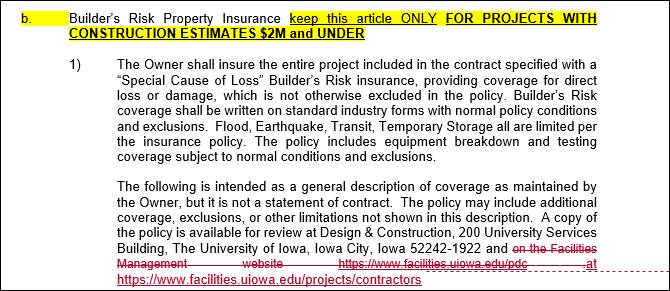 b. Builder's Risk Property Insurance keep this article ONLY FOR PROJECTS WITH
CONSTRUCTION ESTIMATES $2M and UNDER
1) The Owner shall insure the entire project included in the contract specified with a
“Special Cause of Loss” Builder's Risk insurance, providing coverage for direct
loss or damage, which is not otherwise excluded in the policy. Builder's Risk
coverage shall be written on standard industry forms with normal policy conditions
and exclusions. Flood, Earthquake, Transit, Temporary Storage all are limited per
the insurance policy. The policy includes equipment breakdown and testing
coverage subject to normal conditions and exclusions.
The following is intended as a general description of coverage as maintained by
the Owner, but it is not a statement of contract. The policy may include additional
coverage, exclusions, or other limitations not shown in this description. A copy of
the policy is available for review at Design & Construction, 200 University Services
Building, The University of Iowa, Iowa City, Iowa 52242-1922 and on the Facilities
Management website https://www.facilities.uiowa.edu/pdc at
https://www.facilities.uiowa.edu/projects/contractors